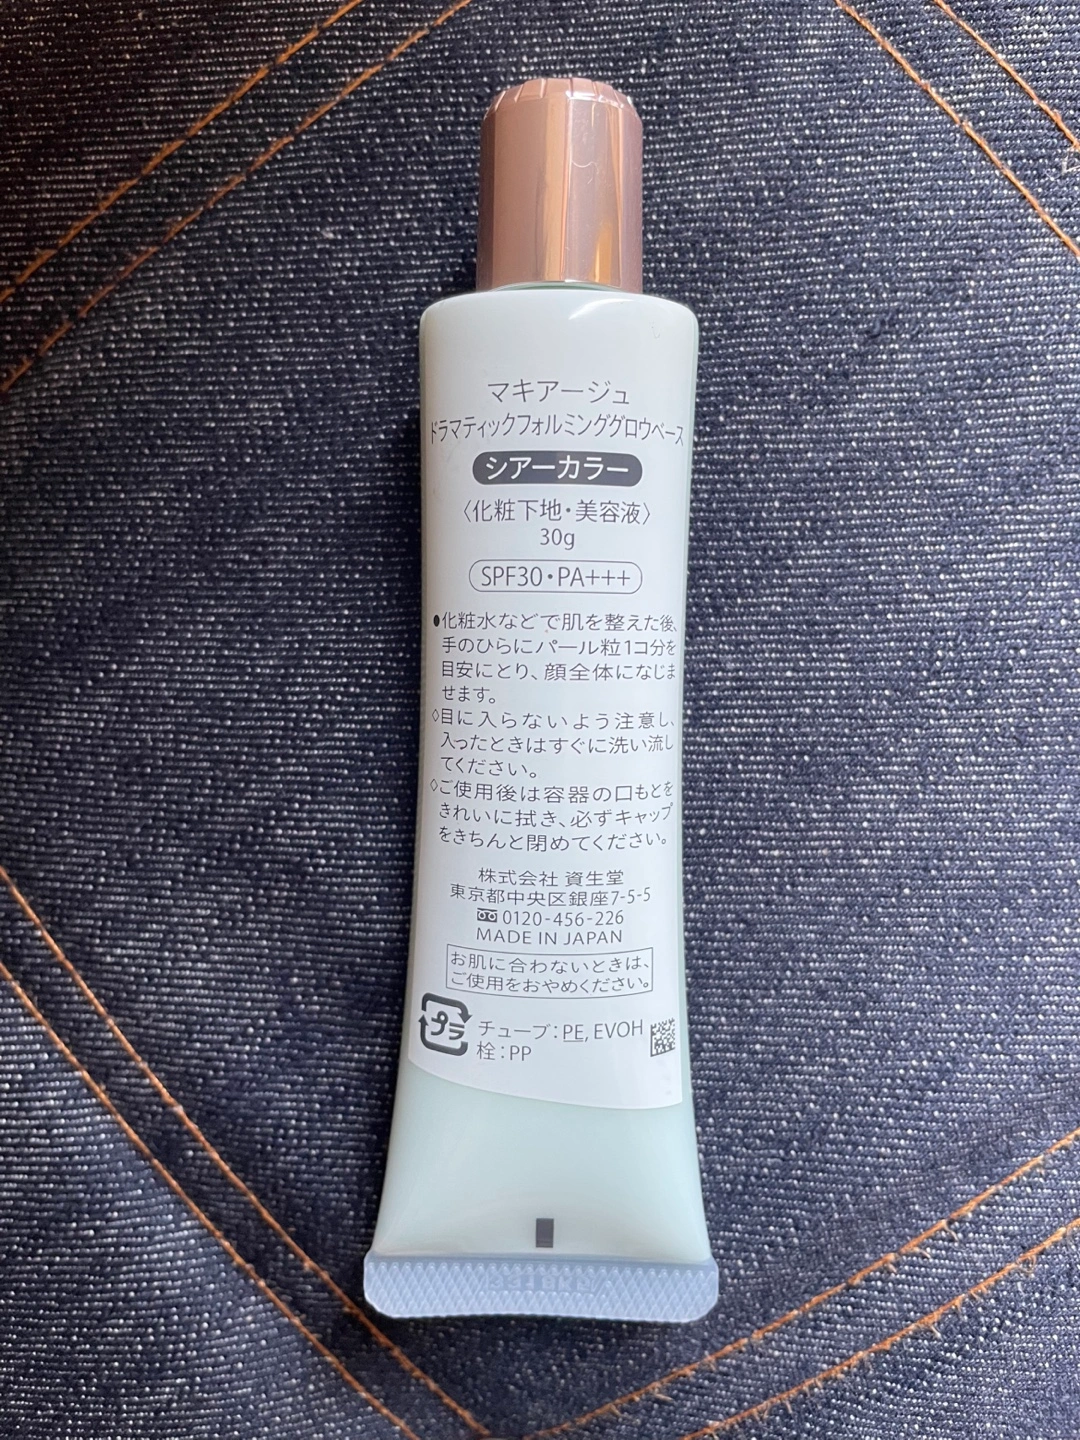 マキアージュ
ドラマティックフォルミンググロウベース
シアーカラー
〈化粧下地・美容液〉
30g
SPF30・PA+++
●化粧水などで肌を整えた後、
手のひらにパール粒1コ分を
目安にとり、顔全体になじま
せます。
◇目に入らないよう注意し、
入ったときはすぐに洗い流し
てください。
◇ご使用後は容器の口もとを
きれいに拭き、必ずキャップ
をきちんと閉めてください。
株式会社 資生堂
東京都中央区銀座7-5-5
0120-456-226
MADE IN JAPAN
お肌に合わないときは、
ご使用をおやめください。
プラ
チューブ：PE, EVOH
栓：PP